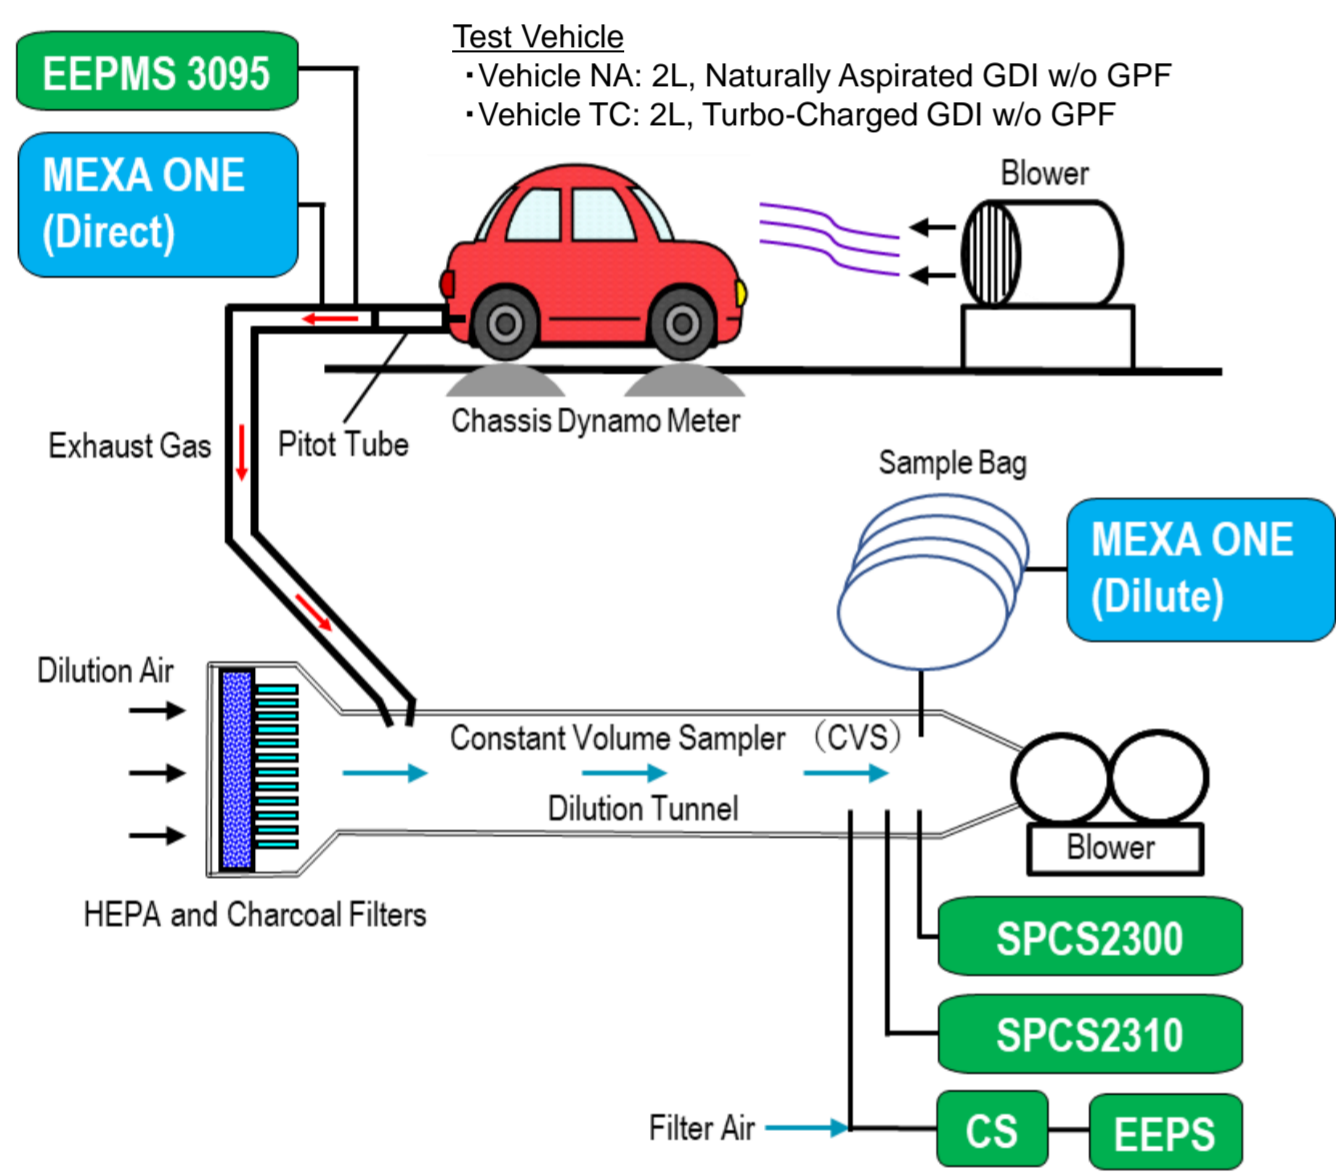 Test Vehicle
・Vehicle NA: 2L, Naturally Aspirated GDI w/o GPF
・Vehicle TC: 2L, Turbo-Charged GDI w/o GPF
EEPMS 3095
MEXA ONE
(Direct)
Blower
Chassis Dynamo Meter
Exhaust Gas
Pitot Tube
Sample Bag
MEXA ONE
(Dilute)
Dilution Air
Constant Volume Sampler （CVS）
Dilution Tunnel
Blower
HEPA and Charcoal Filters
SPCS2300
SPCS2310
Filter Air
CS
EEPS